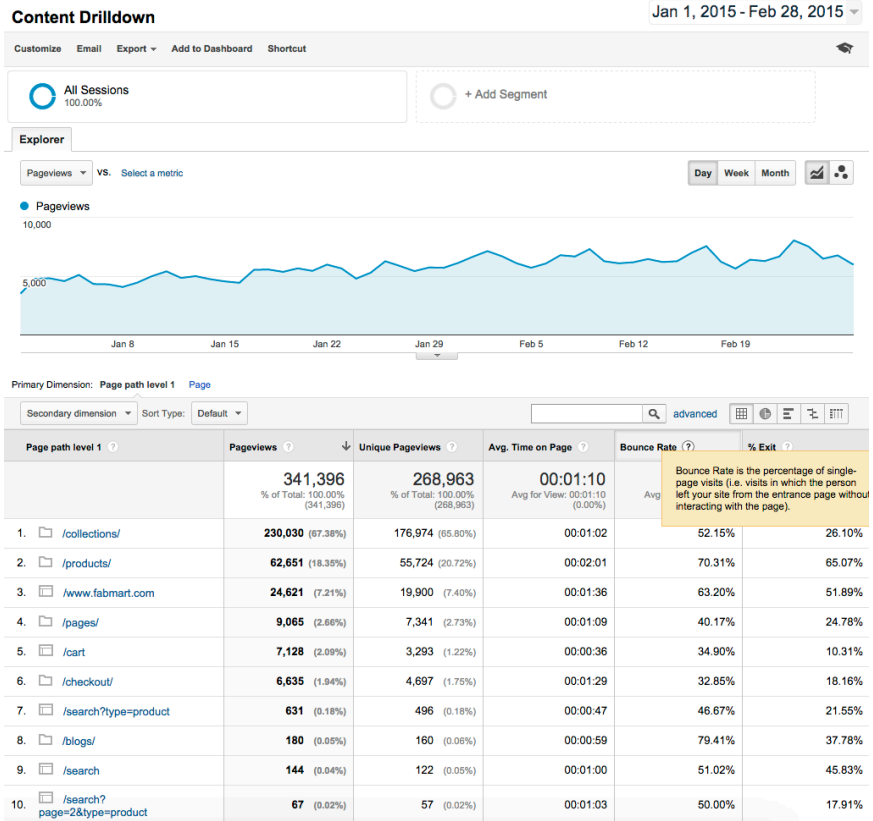 Content Drilldown
Jan 1, 2015 - Feb 28, 2015
Customize Email Export Add to Dashboard Shortcut
All Sessions
100.00%
+ Add Segment
Explorer
Pageviews VS. Select a metric
Day Week Month
Pageviews
10,000
5,000
Jan 8 Jan 15 Jan 22 Jan 29 Feb 5 Feb 12 Feb 19
Primary Dimension: Page path level 1 Page
Secondary dimension Sort Type: Default
advanced
Page path level 1 ? Pageviews ? Unique Pageviews ? Avg. Time on Page ? Bounce Rate ? % Exit ?
Bounce Rate is the percentage of single-
page visits (i.e. visits in which the person
left your site from the entrance page without
interacting with the page).
341,396 268,963 00:01:10
% of Total: 100.00% % of Total: 100.00% Avg for View: 00:01:10 Avg
(341,396) (268,963) (0.00%)
1. /collections/ 230,030 (67.38%) 176,974 (65.80%) 00:01:02 52.15% 26.10%
2. /products/ 62,651 (18.35%) 55,724 (20.72%) 00:02:01 70.31% 65.07%
3. /www.fabmart.com 24,621 (7.21%) 19,900 (7.40%) 00:01:36 63.20% 51.89%
4. /pages/ 9,065 (2.66%) 7,341 (2.73%) 00:01:09 40.17% 24.78%
5. /cart 7,128 (2.09%) 3,293 (1.22%) 00:00:36 34.90% 10.31%
6. /checkout/ 6,635 (1.94%) 4,697 (1.75%) 00:01:29 32.85% 18.16%
7. /search?type=product 631 (0.18%) 496 (0.18%) 00:00:47 46.67% 21.55%
8. /blogs/ 180 (0.05%) 160 (0.06%) 00:00:59 79.41% 37.78%
9. /search 144 (0.04%) 122 (0.05%) 00:01:00 51.02% 45.83%
10. /search?
page=2&type=product 67 (0.02%) 57 (0.02%) 00:01:03 50.00% 17.91%